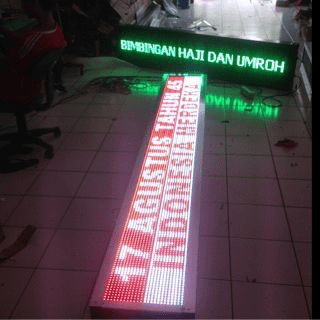 BIMBINGAN HAJI DAN UMROH
17 AGUSTUS TAHUN 45
INDONESIA MERDEKA